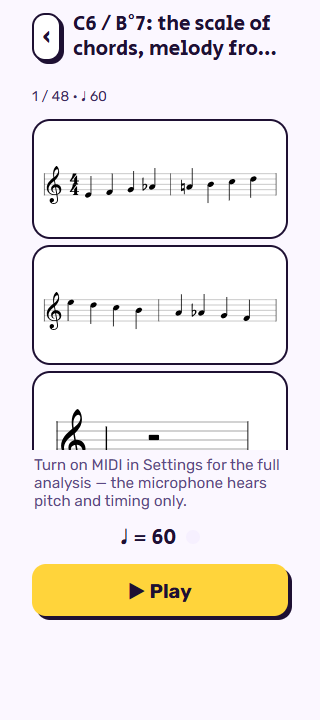 C6 / B°7: the scale of
chords, melody fro...
1 / 48 • ♩ 60
Turn on MIDI in Settings for the full
analysis — the microphone hears
pitch and timing only.
♩ = 60
▶ Play